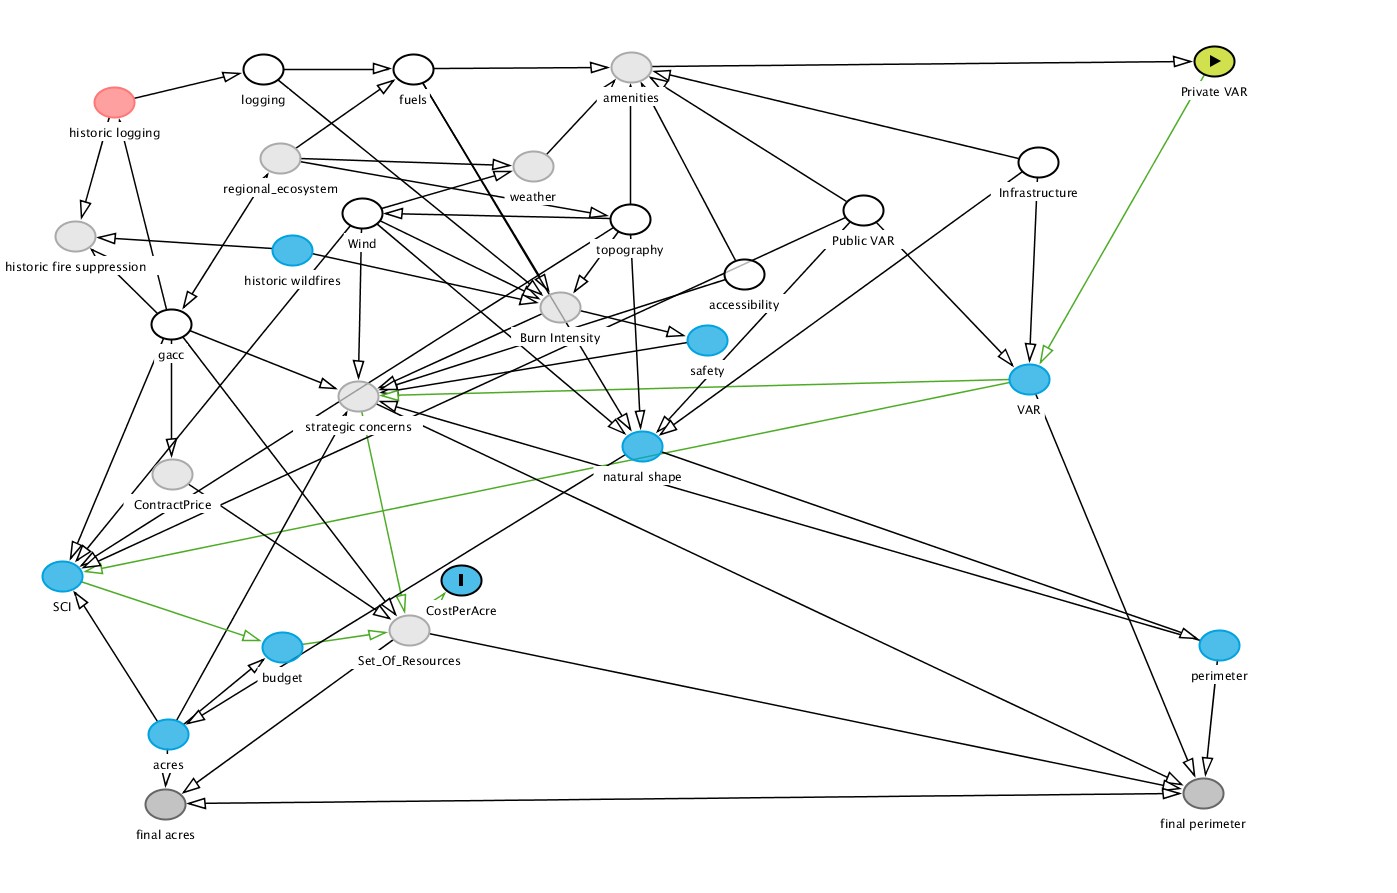 logging
fuels
amenities
Private VAR
historic logging
regional_ecosystem
weather
Infrastructure
Wind
topography
Public VAR
historic fire suppression
historic wildfires
accessibility
Burn Intensity
gacc
safety
strategic concerns
VAR
natural shape
ContractPrice
SCI
CostPerAcre
budget
Set_Of_Resources
perimeter
acres
final acres
final perimeter